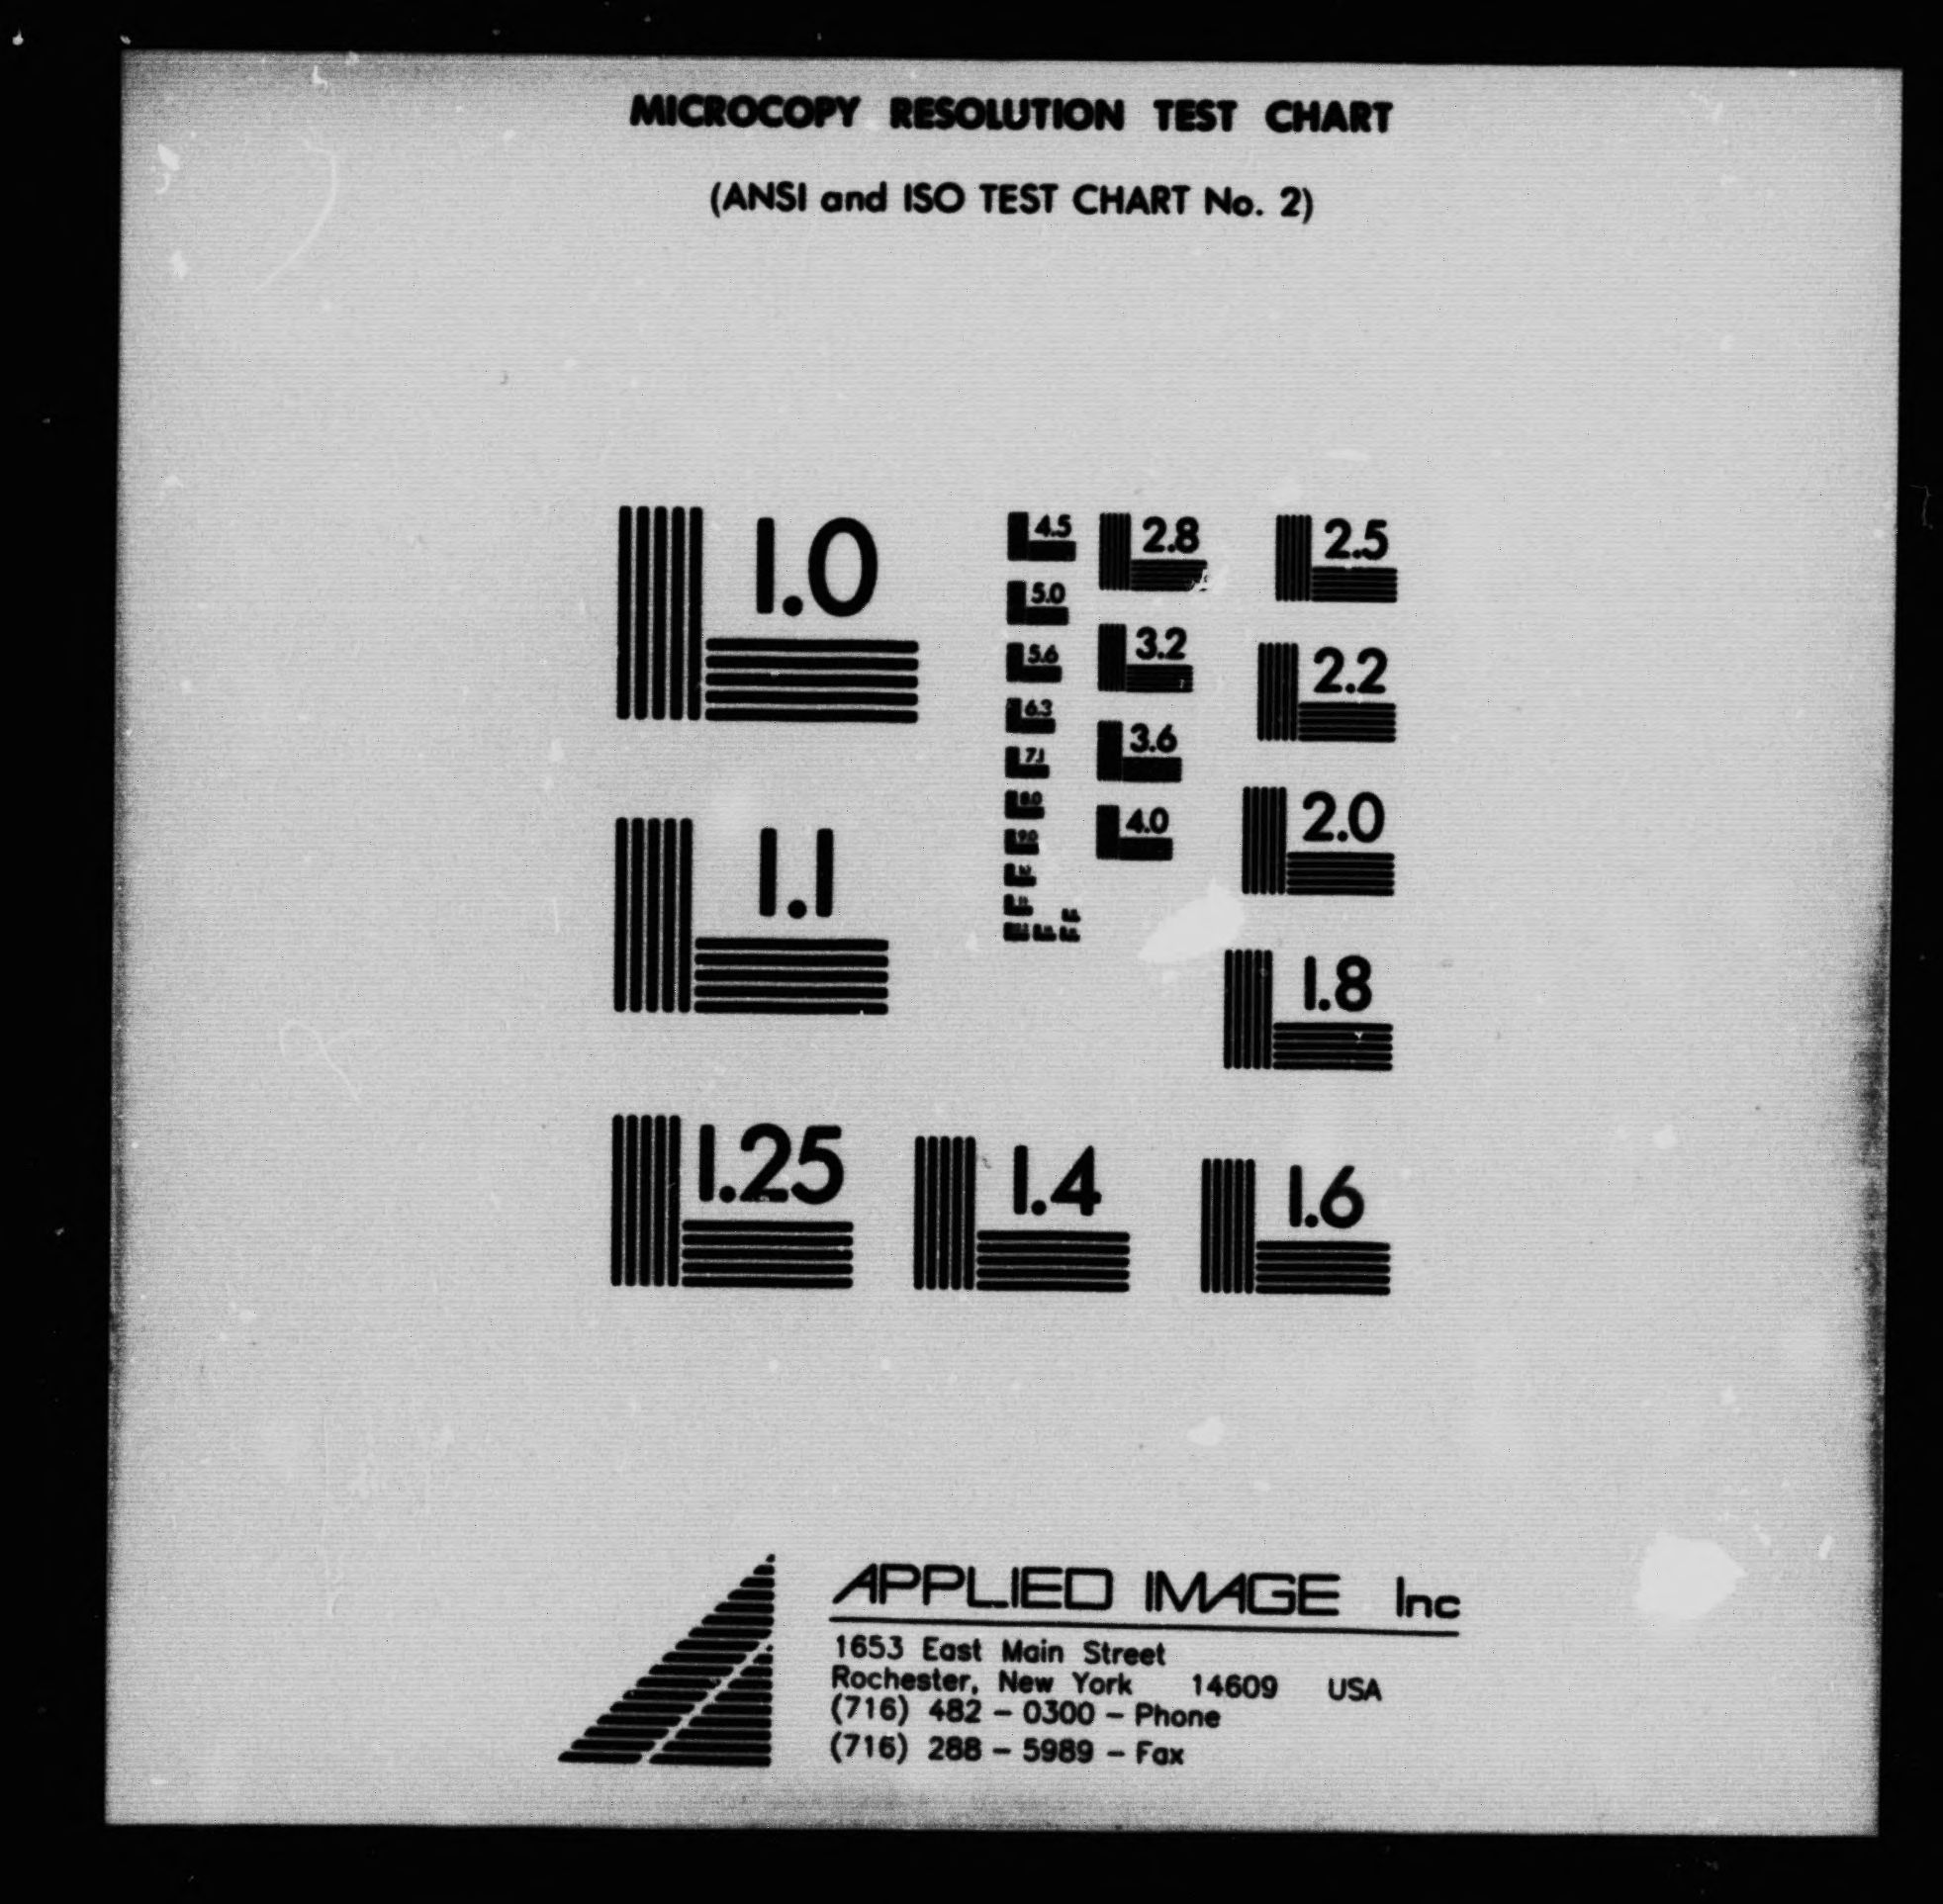 MICROCOPY RESOLUTION TEST CHART
(ANSI and ISO TEST CHART No. 2)
1.0
4.5
2.8
2.5
5.0
3.2
2.2
5.6
6.3
3.6
7.1
8.0
4.0
2.0
9.0
1.1
1.8
1.25
1.4
1.6
APPLIED IMAGE Inc
1653 East Main Street
Rochester, New York 14609 USA
(716) 482 - 0300 - Phone
(716) 288 - 5989 - Fax